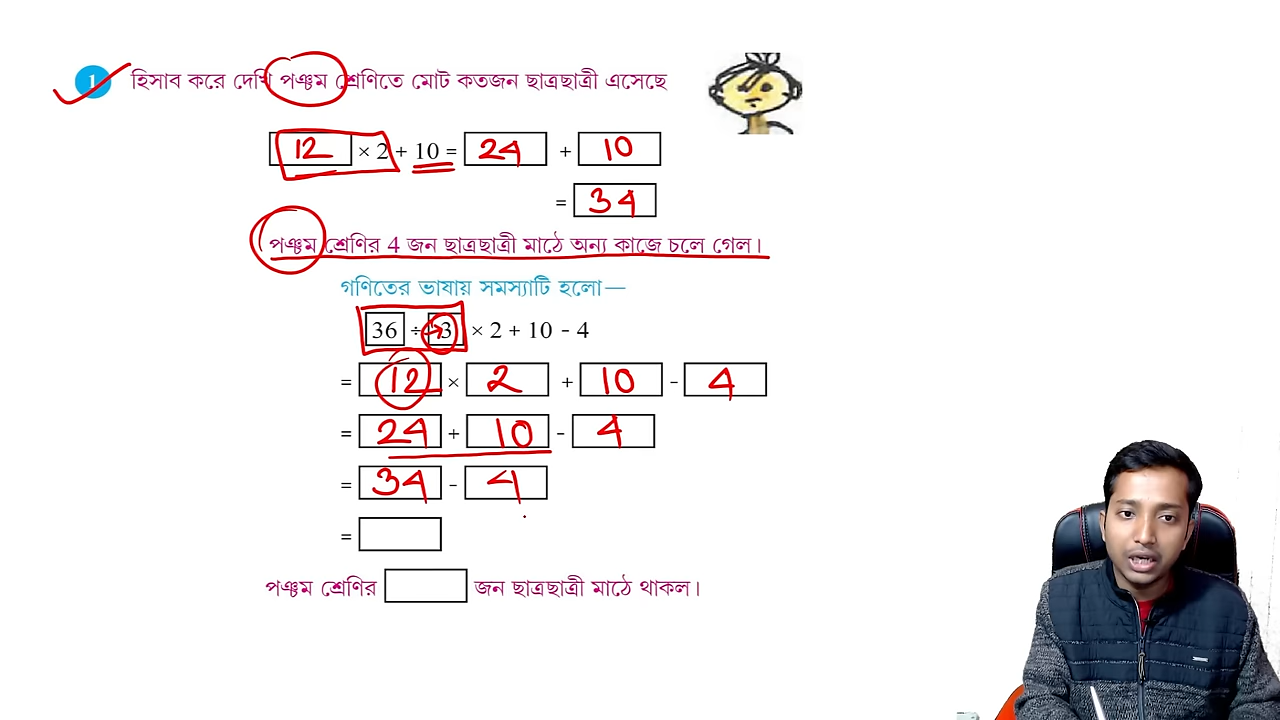 1 হিসাব করে দেখি পঞ্চম শ্রেণিতে মোট কতজন ছাত্রছাত্রী এসেছে
12 × 2 + 10 = 24 + 10
= 34
পঞ্চম শ্রেণির 4 জন ছাত্রছাত্রী মাঠে অন্য কাজে চলে গেল।
গণিতের ভাষায় সমস্যাটি হলো—
36 ÷ 3 × 2 + 10 - 4
= 12 × 2 + 10 - 4
= 24 + 10 - 4
= 34 - 4
=
পঞ্চম শ্রেণির জন ছাত্রছাত্রী মাঠে থাকল।